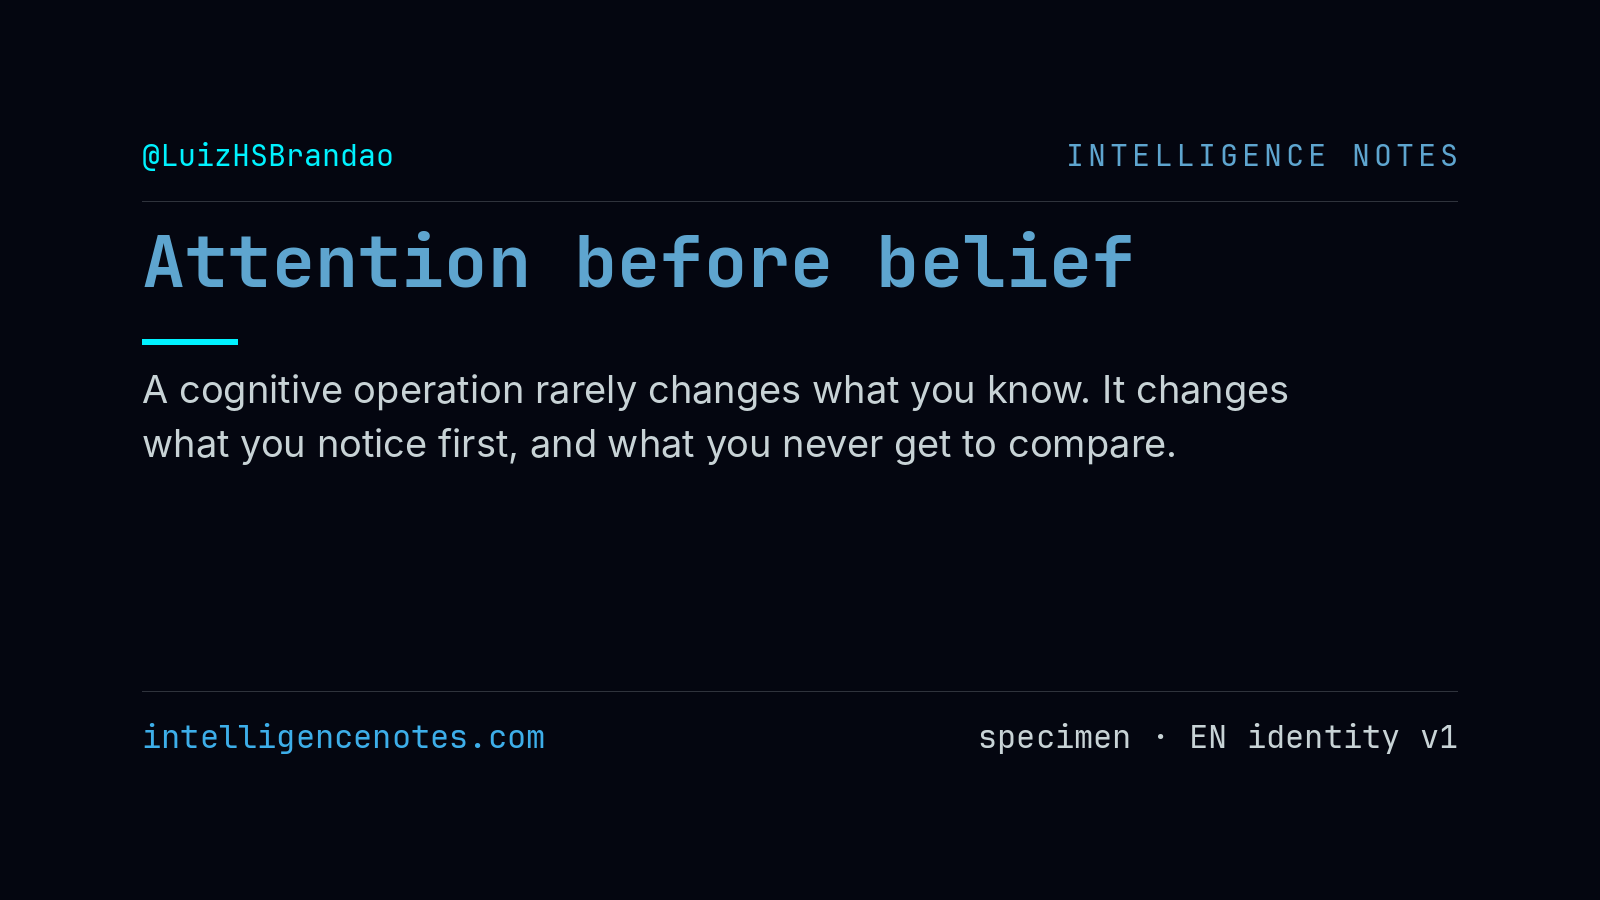 @LuizHSBrandao
INTELLIGENCE NOTES
Attention before belief
A cognitive operation rarely changes what you know. It changes
what you notice first, and what you never get to compare.
intelligencenotes.com
specimen · EN identity v1